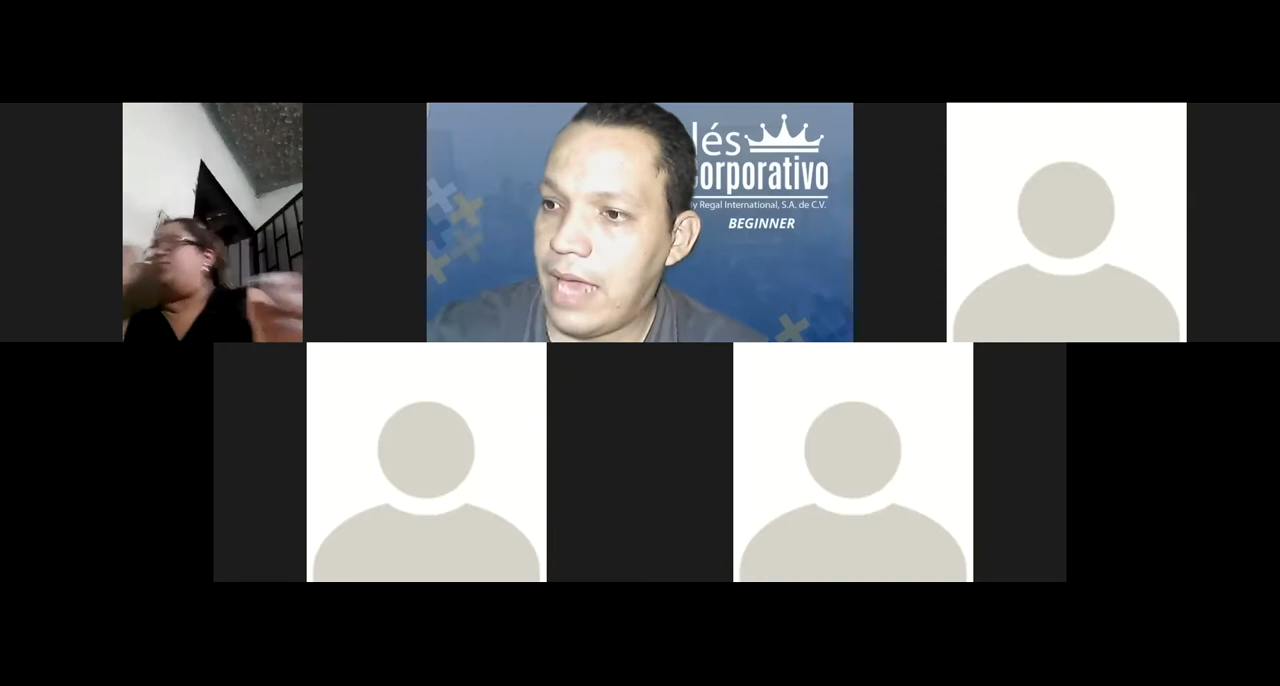 lés
orporativo
y Regal International, S.A. de C.V.
BEGINNER